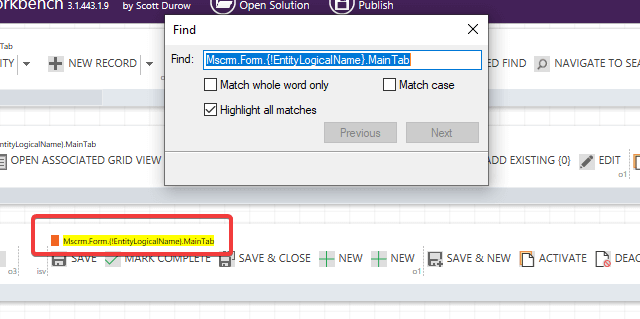 orkbench 3.1.443.1.9 by Scott Durow Open Solution Publish
Find
Find: Mscrm.Form.{!EntityLogicalName}.MainTab
Match whole word only Match case
Highlight all matches
Previous Next
Tab
ITY NEW RECORD ED FIND NAVIGATE TO SEA
EntityLogicalName}.MainTab
OPEN ASSOCIATED GRID VIEW ADD EXISTING {0} EDIT
o1
Mscrm.Form.{!EntityLogicalName}.MainTab
SAVE MARK COMPLETE SAVE & CLOSE NEW NEW SAVE & NEW ACTIVATE DEAC
o3 isv o1